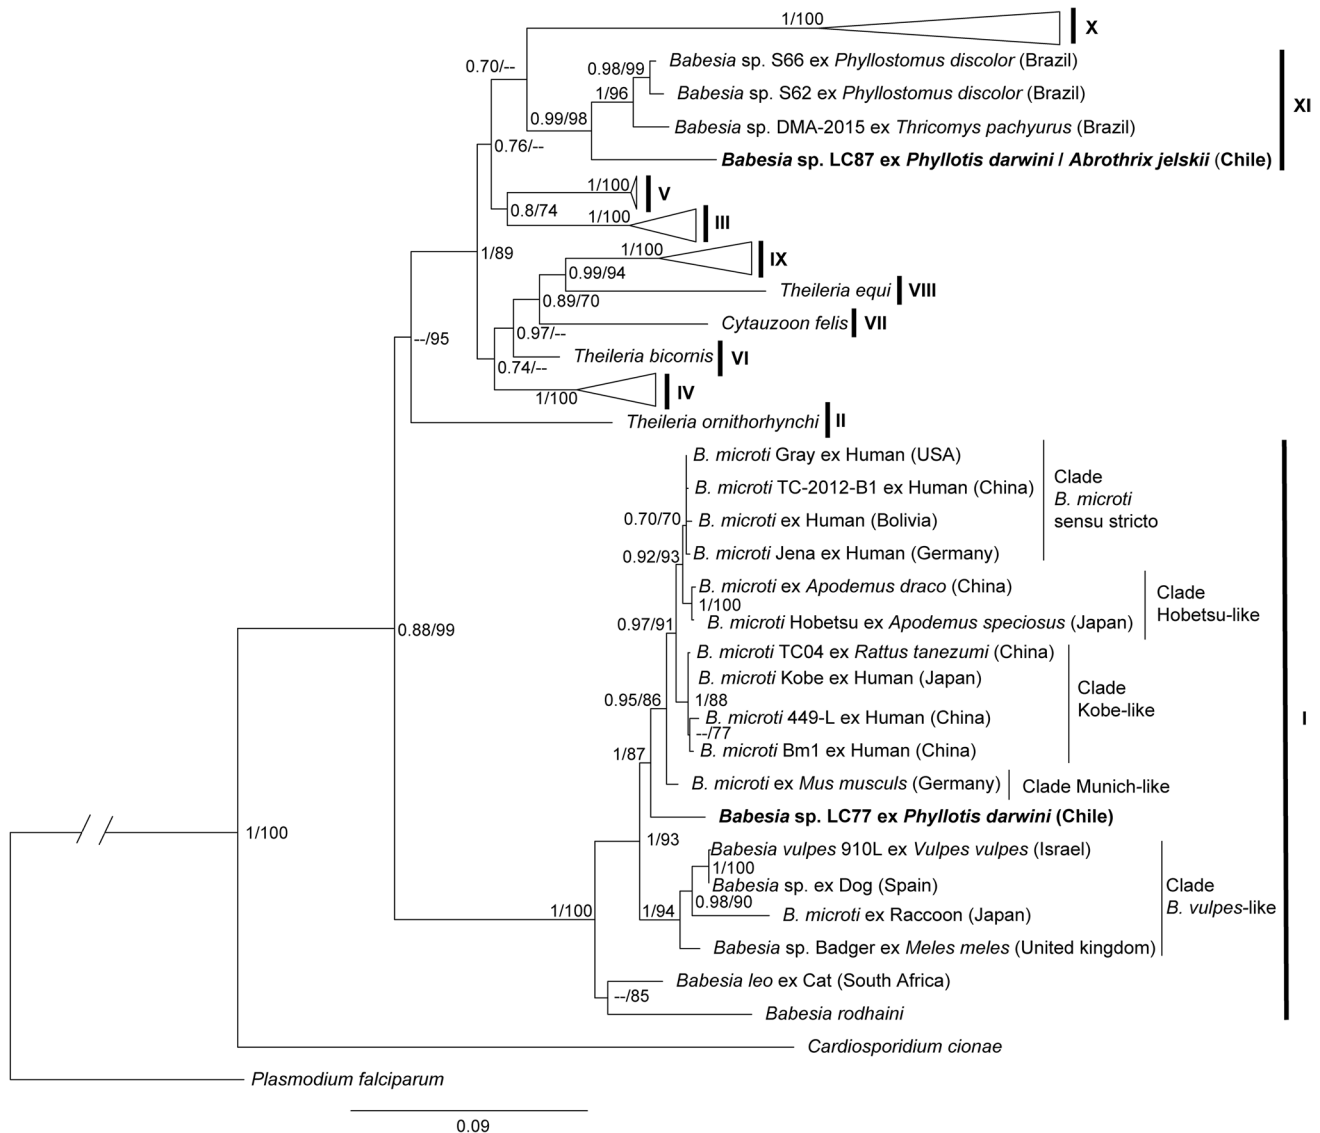 1/100
X
0.70/--
0.98/99
Babesia sp. S66 ex Phyllostomus discolor (Brazil)
1/96
Babesia sp. S62 ex Phyllostomus discolor (Brazil)
XI
0.99/98
Babesia sp. DMA-2015 ex Thricomys pachyurus (Brazil)
0.76/--
Babesia sp. LC87 ex Phyllotis darwini / Abrothrix jelskii (Chile)
1/100
V
0.8/74
1/100
III
1/89
1/100
IX
0.99/94
Theileria equi
VIII
0.89/70
Cytauzoon felis
VII
0.97/--
--/95
Theileria bicornis
VI
0.74/--
1/100
IV
Theileria ornithorhynchi
II
B. microti Gray ex Human (USA)
B. microti TC-2012-B1 ex Human (China)
Clade
B. microti
sensu stricto
0.70/70
B. microti ex Human (Bolivia)
0.92/93
B. microti Jena ex Human (Germany)
B. microti ex Apodemus draco (China)
1/100
Clade
Hobetsu-like
0.97/91
B. microti Hobetsu ex Apodemus speciosus (Japan)
0.88/99
B. microti TC04 ex Rattus tanezumi (China)
B. microti Kobe ex Human (Japan)
Clade
Kobe-like
0.95/86
1/88
B. microti 449-L ex Human (China)
I
--/77
B. microti Bm1 ex Human (China)
1/87
B. microti ex Mus musculs (Germany)
Clade Munich-like
Babesia sp. LC77 ex Phyllotis darwini (Chile)
1/100
1/93
Babesia vulpes 910L ex Vulpes vulpes (Israel)
1/100
Babesia sp. ex Dog (Spain)
Clade
B. vulpes-like
0.98/90
1/100
1/94
B. microti ex Raccoon (Japan)
Babesia sp. Badger ex Meles meles (United kingdom)
Babesia leo ex Cat (South Africa)
--/85
Babesia rodhaini
Cardiosporidium cionae
Plasmodium falciparum
0.09